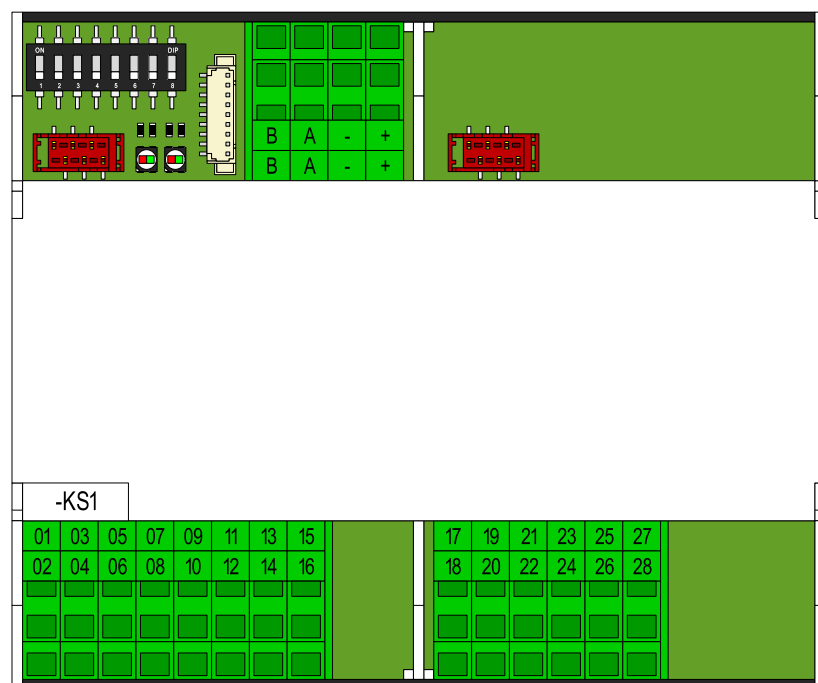 ON DIP
1 2 3 4 5 6 7 8
B A - +
B A - +
-KS1
01 03 05 07 09 11 13 15
02 04 06 08 10 12 14 16
17 19 21 23 25 27
18 20 22 24 26 28